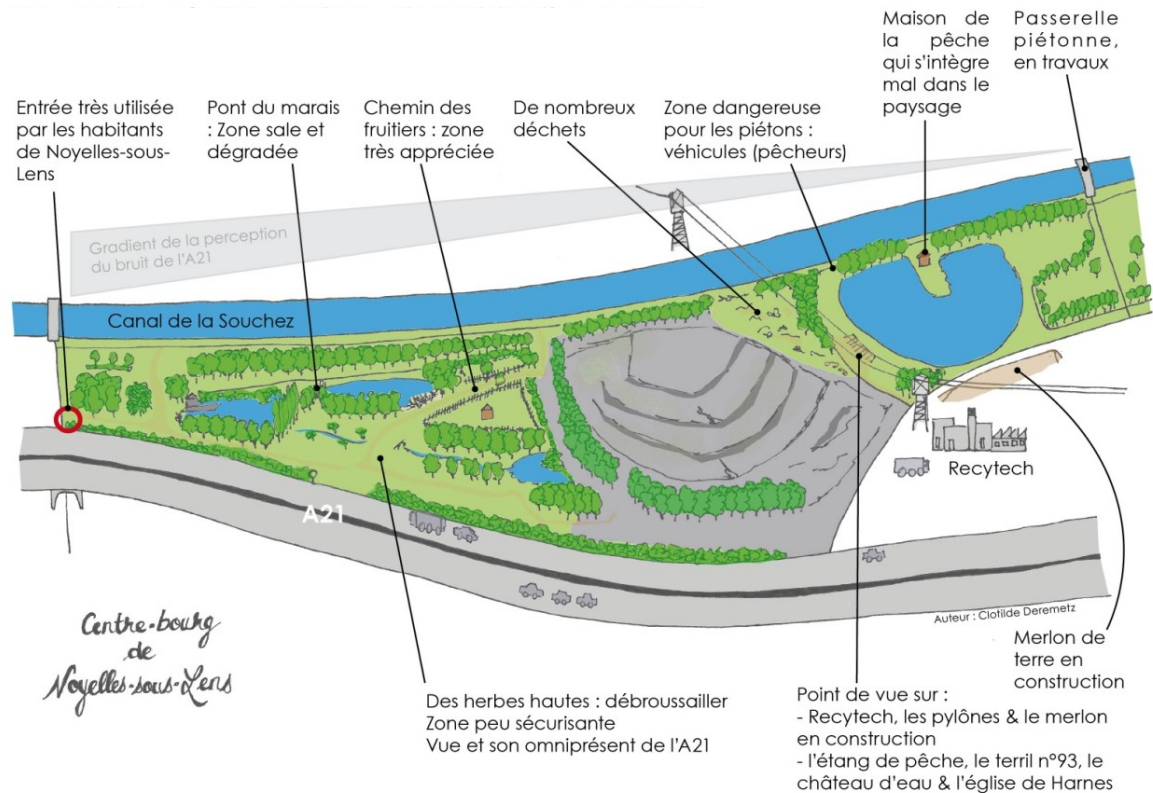 Maison de
la pêche
qui s'intègre
mal dans le
paysage
Passerelle
piétonne,
en travaux
Entrée très utilisée
par les habitants
de Noyelles-sous-
Lens
Pont du marais
: Zone sale et
dégradée
Chemin des
fruitiers : zone
très appréciée
De nombreux
déchets
Zone dangereuse
pour les piétons :
véhicules (pêcheurs)
Gradient de la perception
du bruit de l'A21
Canal de la Souchez
Recytech
A21
Auteur : Clotilde Deremetz
Centre-bourg
de
Noyelles-sous-Lens
Merlon de
terre en
construction
Des herbes hautes : débroussailler
Zone peu sécurisante
Vue et son omniprésent de l'A21
Point de vue sur :
- Recytech, les pylônes & le merlon
en construction
- l'étang de pêche, le terril n°93, le
château d'eau & l'église de Harnes